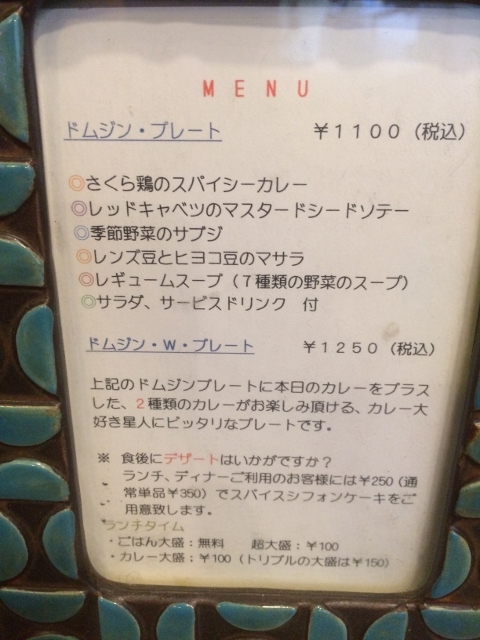 MENU
ドムジン・プレート ¥1100(税込)
◎さくら鶏のスパイシーカレー
◎レッドキャベツのマスタードシードソテー
◎季節野菜のサブジ
◎レンズ豆とヒヨコ豆のマサラ
◎レギュームスープ(7種類の野菜のスープ)
◎サラダ、サービスドリンク 付
ドムジン・W・プレート ¥1250(税込)
上記のドムジンプレートに本日のカレーをプラス
した、2種類のカレーがお楽しみ頂ける、カレー大
好き星人にピッタリなプレートです。
※ 食後にデザートはいかがですか?
ランチ、ディナーご利用のお客様には¥250(通
常単品¥350)でスパイスシフォンケーキをご
用意致します。
ランチタイム
・ごはん大盛:無料 超大盛:¥100
・カレー大盛:¥100(トリプルの大盛は¥150)